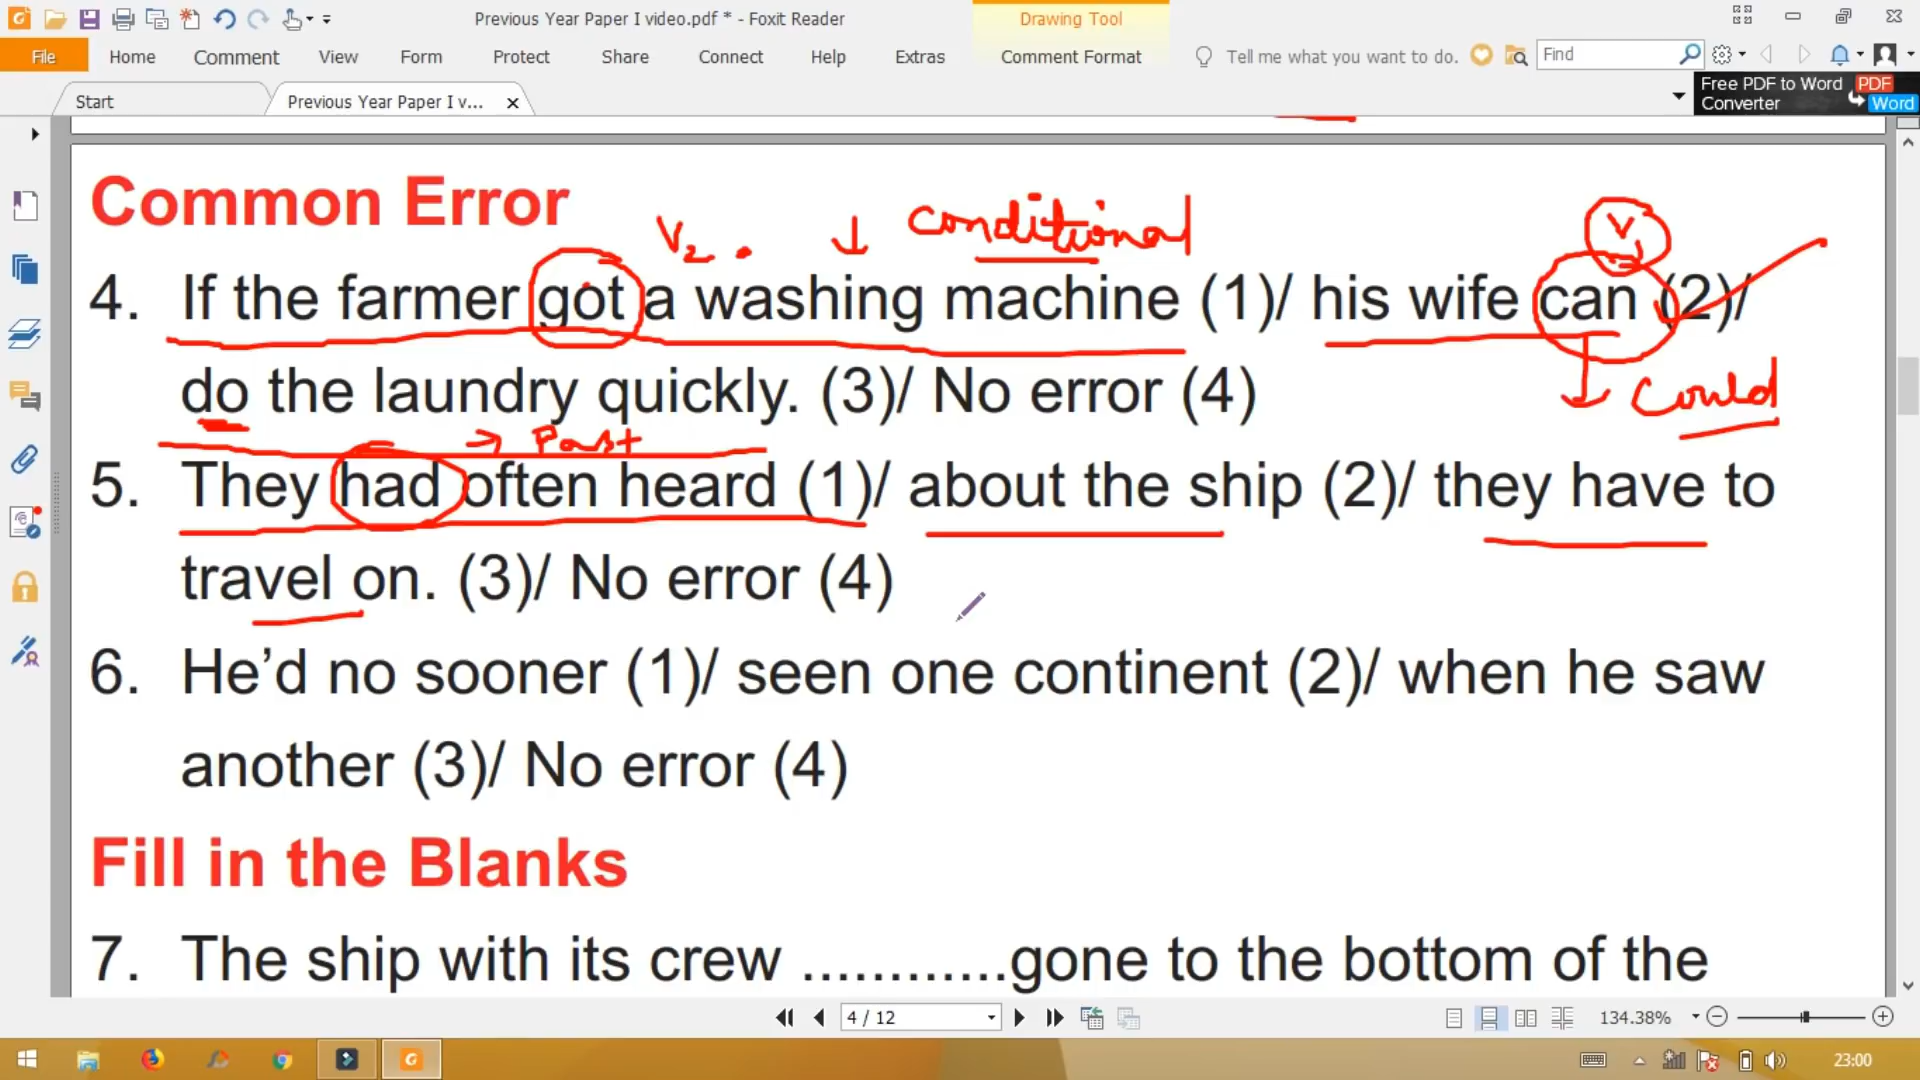 Previous Year Paper I video.pdf * - Foxit Reader
Drawing Tool
File Home Comment View Form Protect Share Connect Help Extras Comment Format Tell me what you want to do. Find
Start
Previous Year Paper I v...
Free PDF to Word Converter
PDF Word
Common Error
V2 . conditional V1
4. If the farmer got a washing machine (1)/ his wife can (2)/
do the laundry quickly. (3)/ No error (4)
could
Past
5. They had often heard (1)/ about the ship (2)/ they have to
travel on. (3)/ No error (4)
6. He’d no sooner (1)/ seen one continent (2)/ when he saw
another (3)/ No error (4)
Fill in the Blanks
7. The ship with its crew ............gone to the bottom of the
4 / 12
134.38%
23:00